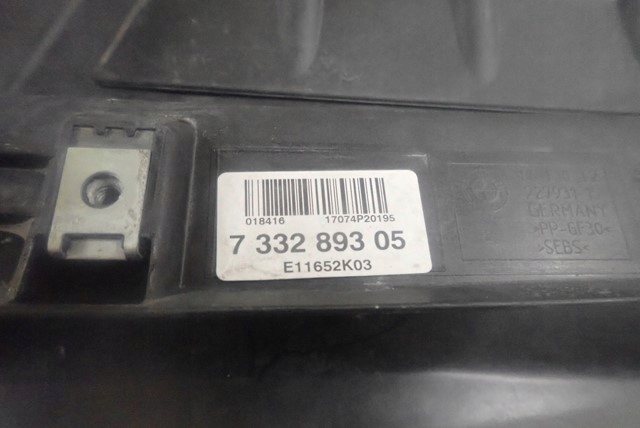 018416 17074P20195
7 332 893 05
E11652K03
GERMANY
>PP-GF30<
>SEBS<